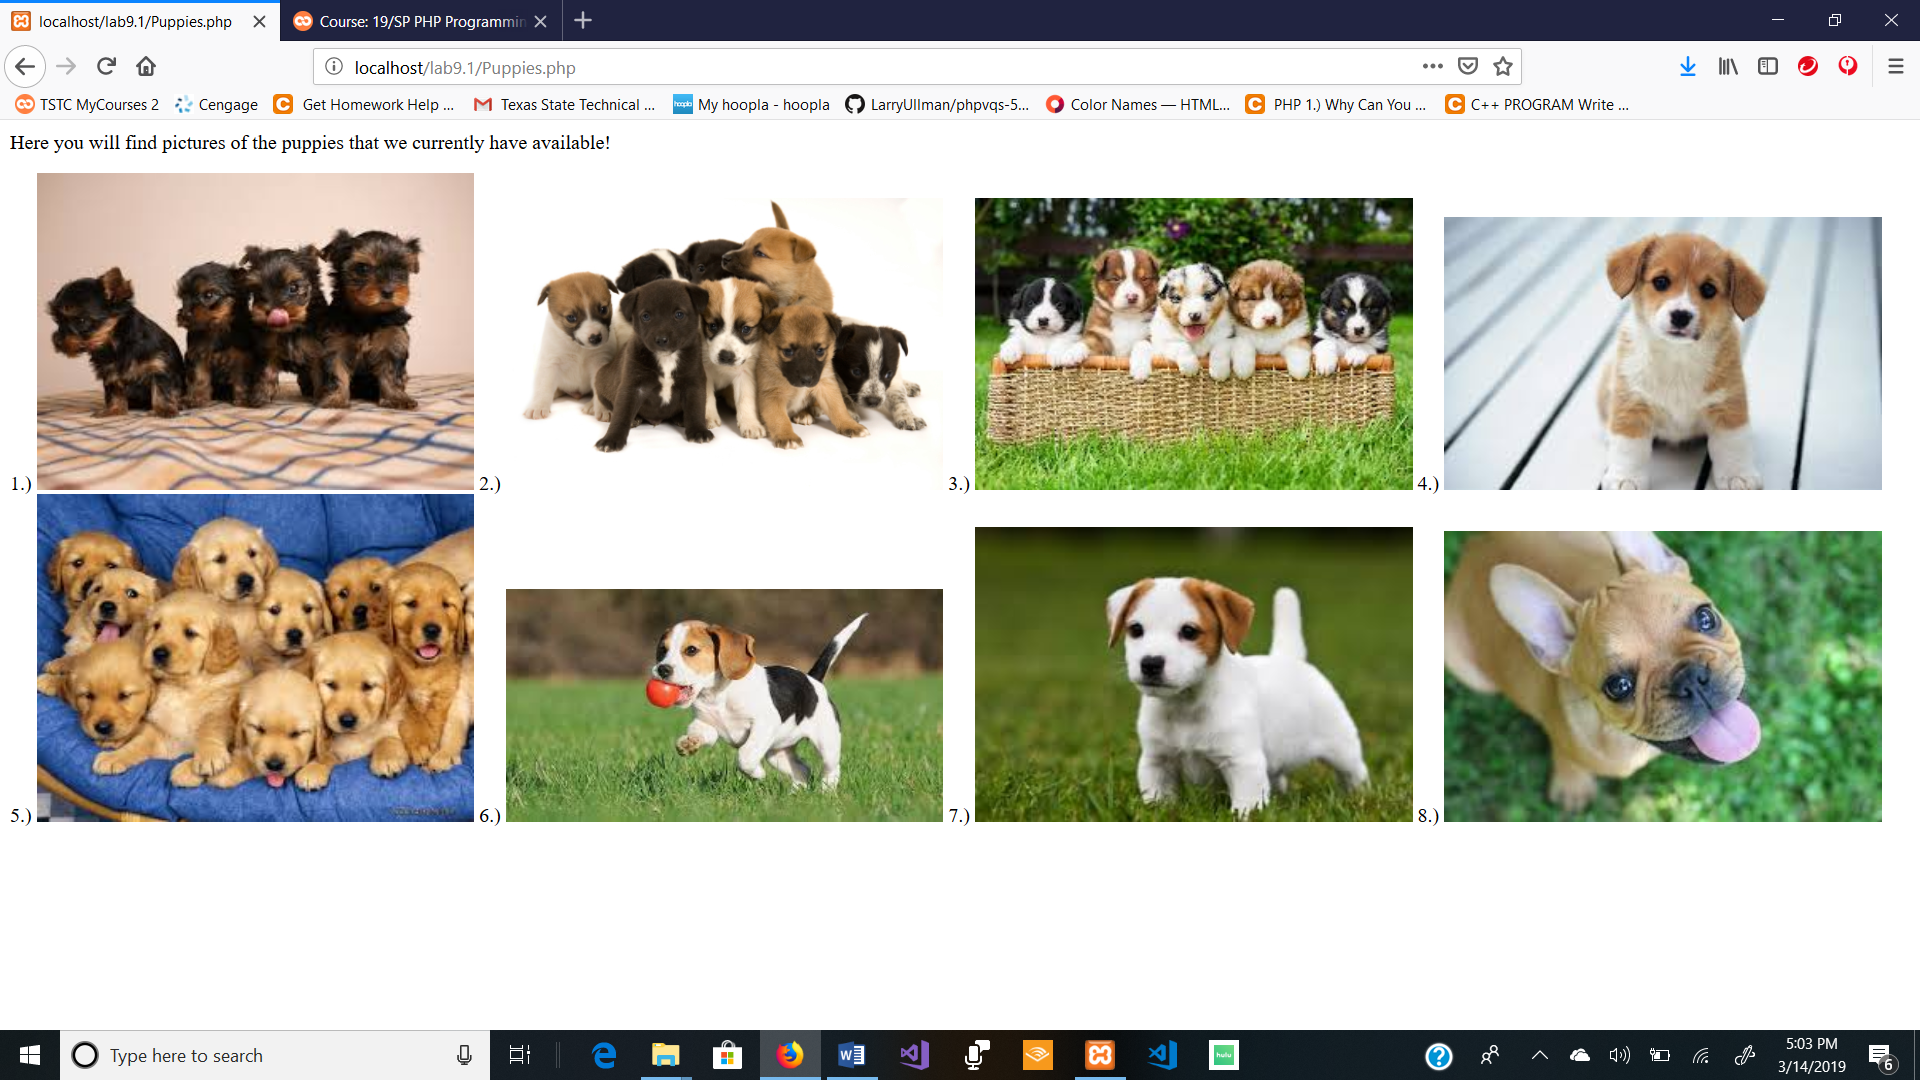 localhost/lab9.1/Puppies.php
Course: 19/SP PHP Programmin
localhost/lab9.1/Puppies.php
TSTC MyCourses 2 Cengage Get Homework Help ... Texas State Technical ... My hoopla - hoopla LarryUllman/phpvqs-5... Color Names — HTML... PHP 1.) Why Can You ... C++ PROGRAM Write ...
Here you will find pictures of the puppies that we currently have available!
1.) 2.) 3.) 4.)
5.) 6.) 7.) 8.)
Type here to search
hulu
5:03 PM
3/14/2019
6